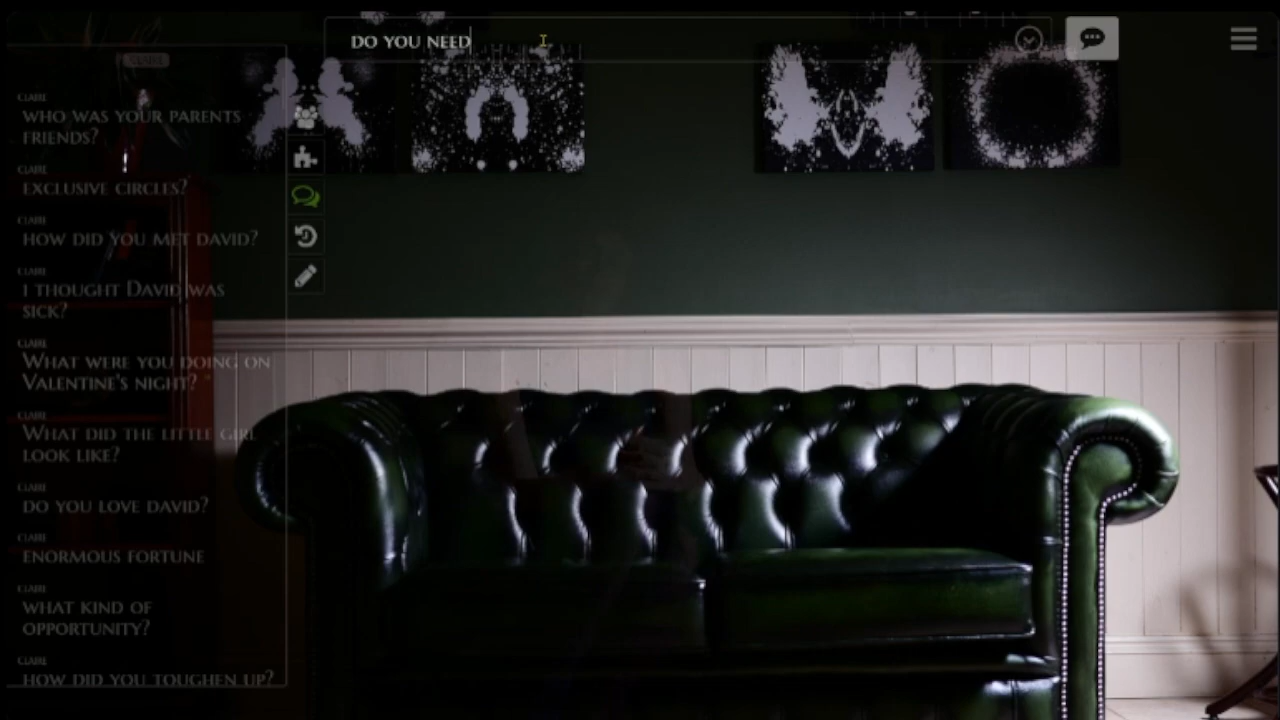 DO YOU NEED
CLAIRE
CLAIRE
WHO WAS YOUR PARENTS
FRIENDS?
CLAIRE
EXCLUSIVE CIRCLES?
CLAIRE
HOW DID YOU MET DAVID?
CLAIRE
I THOUGHT DAVID WAS
SICK?
CLAIRE
WHAT WERE YOU DOING ON
VALENTINE'S NIGHT?
CLAIRE
WHAT DID THE LITTLE GIRL
LOOK LIKE?
CLAIRE
DO YOU LOVE DAVID?
CLAIRE
ENORMOUS FORTUNE
CLAIRE
WHAT KIND OF
OPPORTUNITY?
CLAIRE
HOW DID YOU TOUGHEN UP?